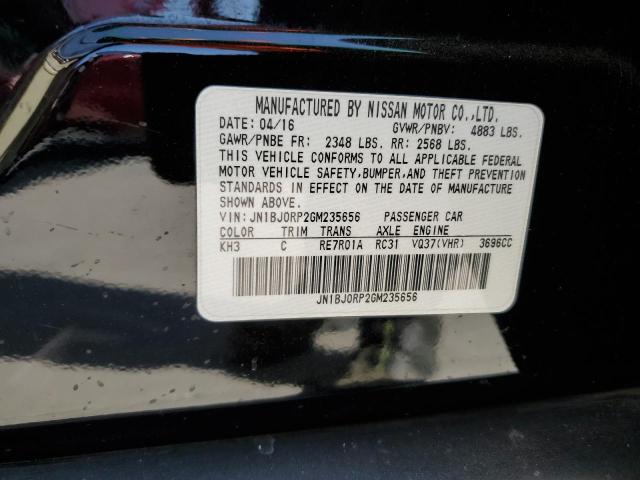 MANUFACTURED BY NISSAN MOTOR CO.,LTD.
DATE: 04/16 GVWR/PNBV: 4883 LBS.
GAWR/PNBE FR: 2348 LBS. RR: 2568 LBS.
THIS VEHICLE CONFORMS TO ALL APPLICABLE FEDERAL
MOTOR VEHICLE SAFETY,BUMPER,AND THEFT PREVENTION
STANDARDS IN EFFECT ON THE DATE OF MANUFACTURE
SHOWN ABOVE.
VIN: JN1BJ0RP2GM235656 PASSENGER CAR
COLOR TRIM TRANS AXLE ENGINE
KH3 C RE7R01A RC31 VQ37(VHR) 3696CC
JN1BJ0RP2GM235656